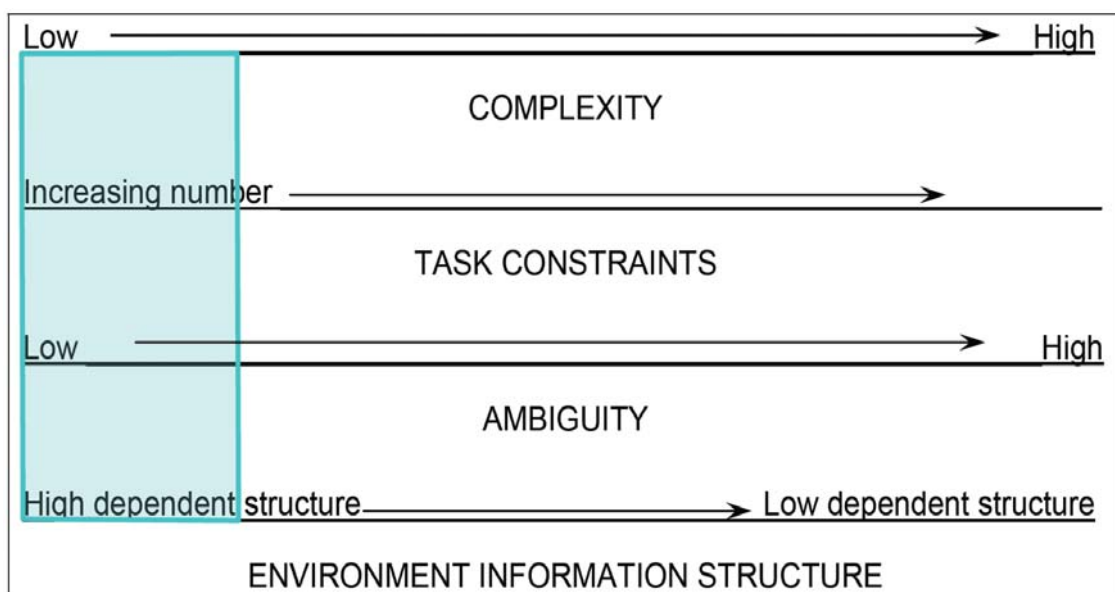 Low High
COMPLEXITY
Increasing number
TASK CONSTRAINTS
Low High
AMBIGUITY
High dependent structure Low dependent structure
ENVIRONMENT INFORMATION STRUCTURE